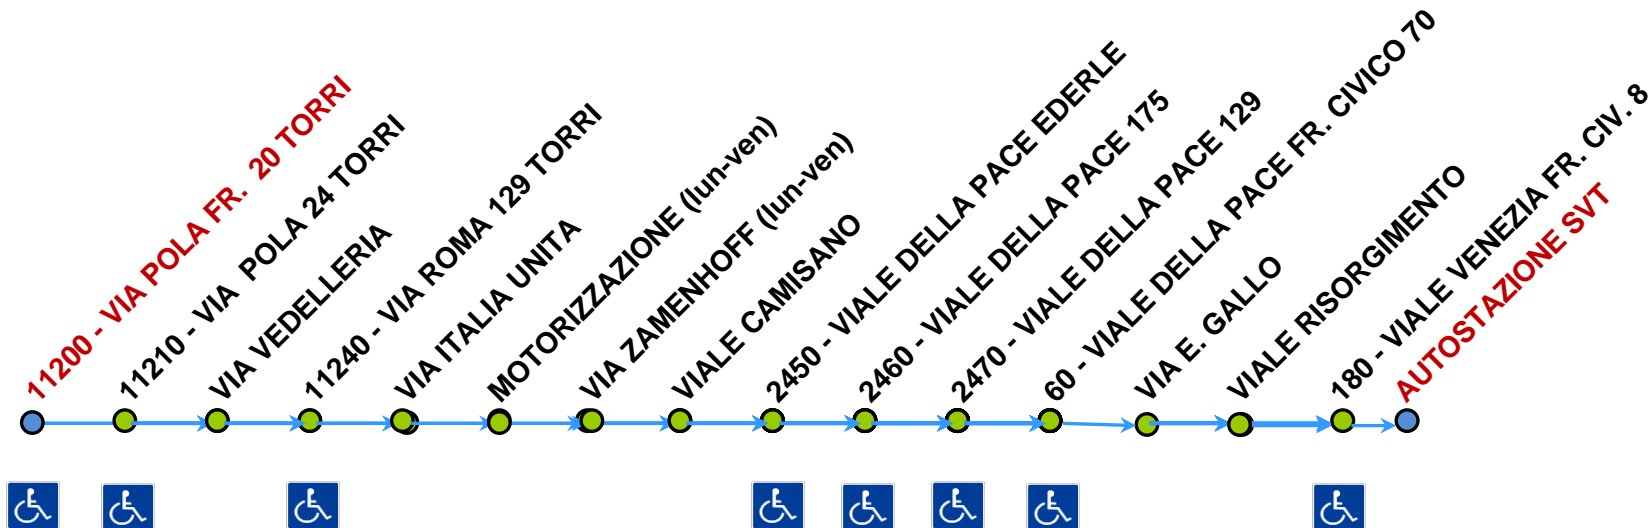 11200 - VIA POLA FR. 20 TORRI
11210 - VIA POLA 24 TORRI
VIA VEDELLERIA
11240 - VIA ROMA 129 TORRI
VIA ITALIA UNITA
MOTORIZZAZIONE (lun-ven)
VIA ZAMENHOFF (lun-ven)
VIALE CAMISANO
2450 - VIALE DELLA PACE EDERLE
2460 - VIALE DELLA PACE 175
2470 - VIALE DELLA PACE 129
60 - VIALE DELLA PACE FR. CIVICO 70
VIA E. GALLO
VIALE RISORGIMENTO
180 - VIALE VENEZIA FR. CIV. 8
AUTOSTAZIONE SVT